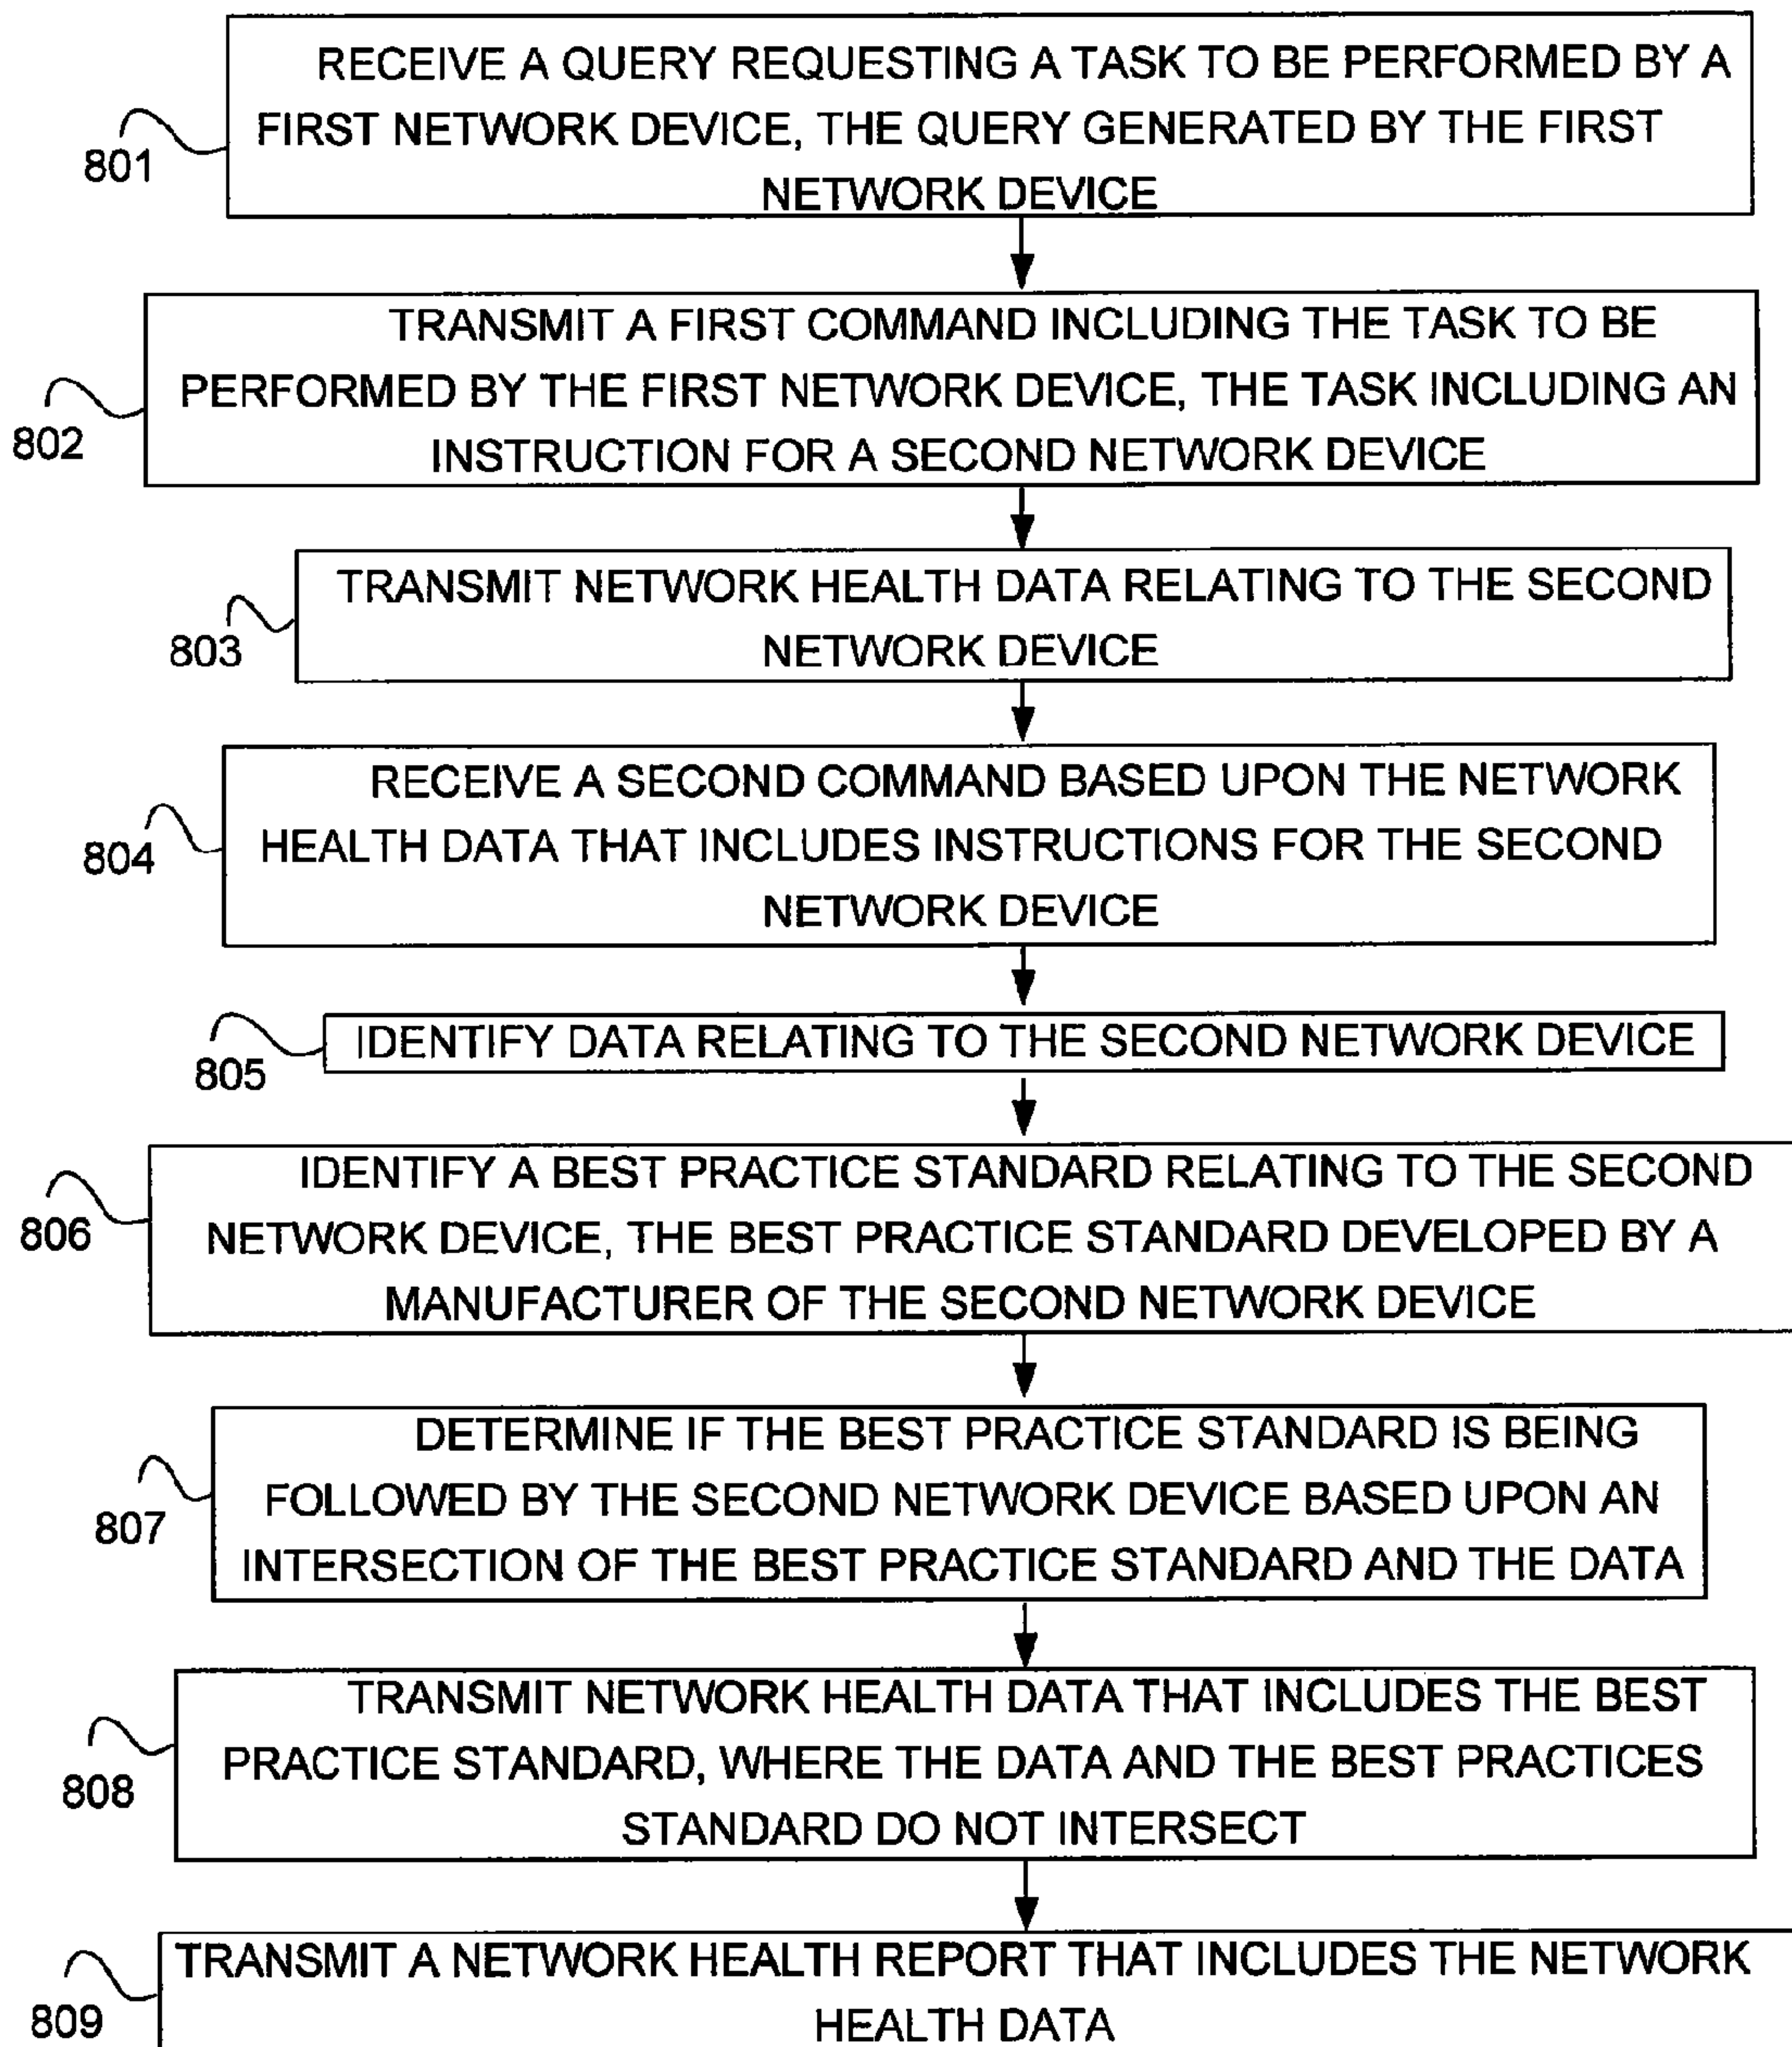 RECEIVE A QUERY REQUESTING A TASK TO BE PERFORMED BY A
FIRST NETWORK DEVICE, THE QUERY GENERATED BY THE FIRST
NETWORK DEVICE
801
TRANSMIT A FIRST COMMAND INCLUDING THE TASK TO BE
PERFORMED BY THE FIRST NETWORK DEVICE, THE TASK INCLUDING AN
INSTRUCTION FOR A SECOND NETWORK DEVICE
802
TRANSMIT NETWORK HEALTH DATA RELATING TO THE SECOND
NETWORK DEVICE
803
RECEIVE A SECOND COMMAND BASED UPON THE NETWORK
HEALTH DATA THAT INCLUDES INSTRUCTIONS FOR THE SECOND
NETWORK DEVICE
804
IDENTIFY DATA RELATING TO THE SECOND NETWORK DEVICE
805
IDENTIFY A BEST PRACTICE STANDARD RELATING TO THE SECOND
NETWORK DEVICE, THE BEST PRACTICE STANDARD DEVELOPED BY A
MANUFACTURER OF THE SECOND NETWORK DEVICE
806
DETERMINE IF THE BEST PRACTICE STANDARD IS BEING
FOLLOWED BY THE SECOND NETWORK DEVICE BASED UPON AN
INTERSECTION OF THE BEST PRACTICE STANDARD AND THE DATA
807
TRANSMIT NETWORK HEALTH DATA THAT INCLUDES THE BEST
PRACTICE STANDARD, WHERE THE DATA AND THE BEST PRACTICES
STANDARD DO NOT INTERSECT
808
TRANSMIT A NETWORK HEALTH REPORT THAT INCLUDES THE NETWORK
HEALTH DATA
809